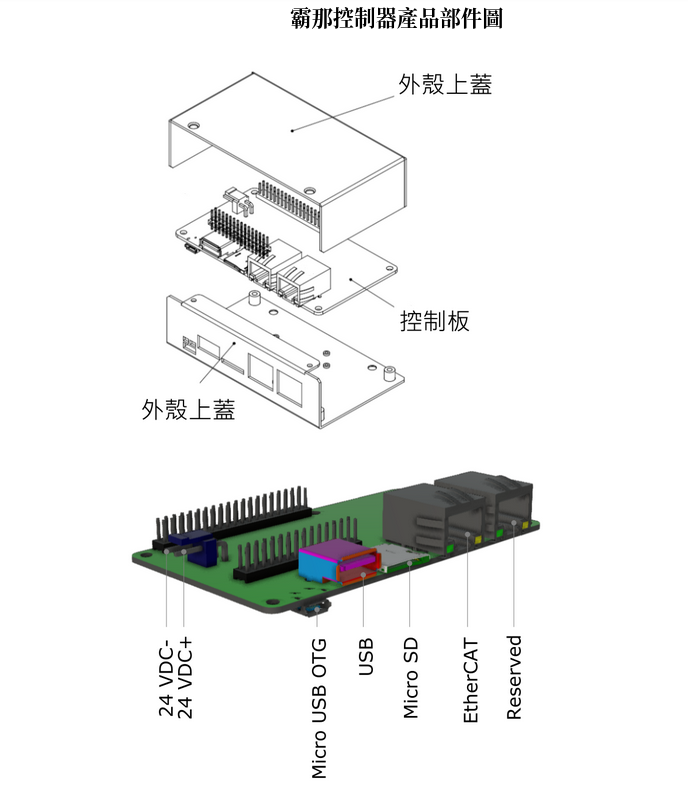 霸那控制器產品部件圖
外殼上蓋
控制板
外殼上蓋
24 VDC-
24 VDC+
Micro USB OTG
USB
Micro SD
EtherCAT
Reserved